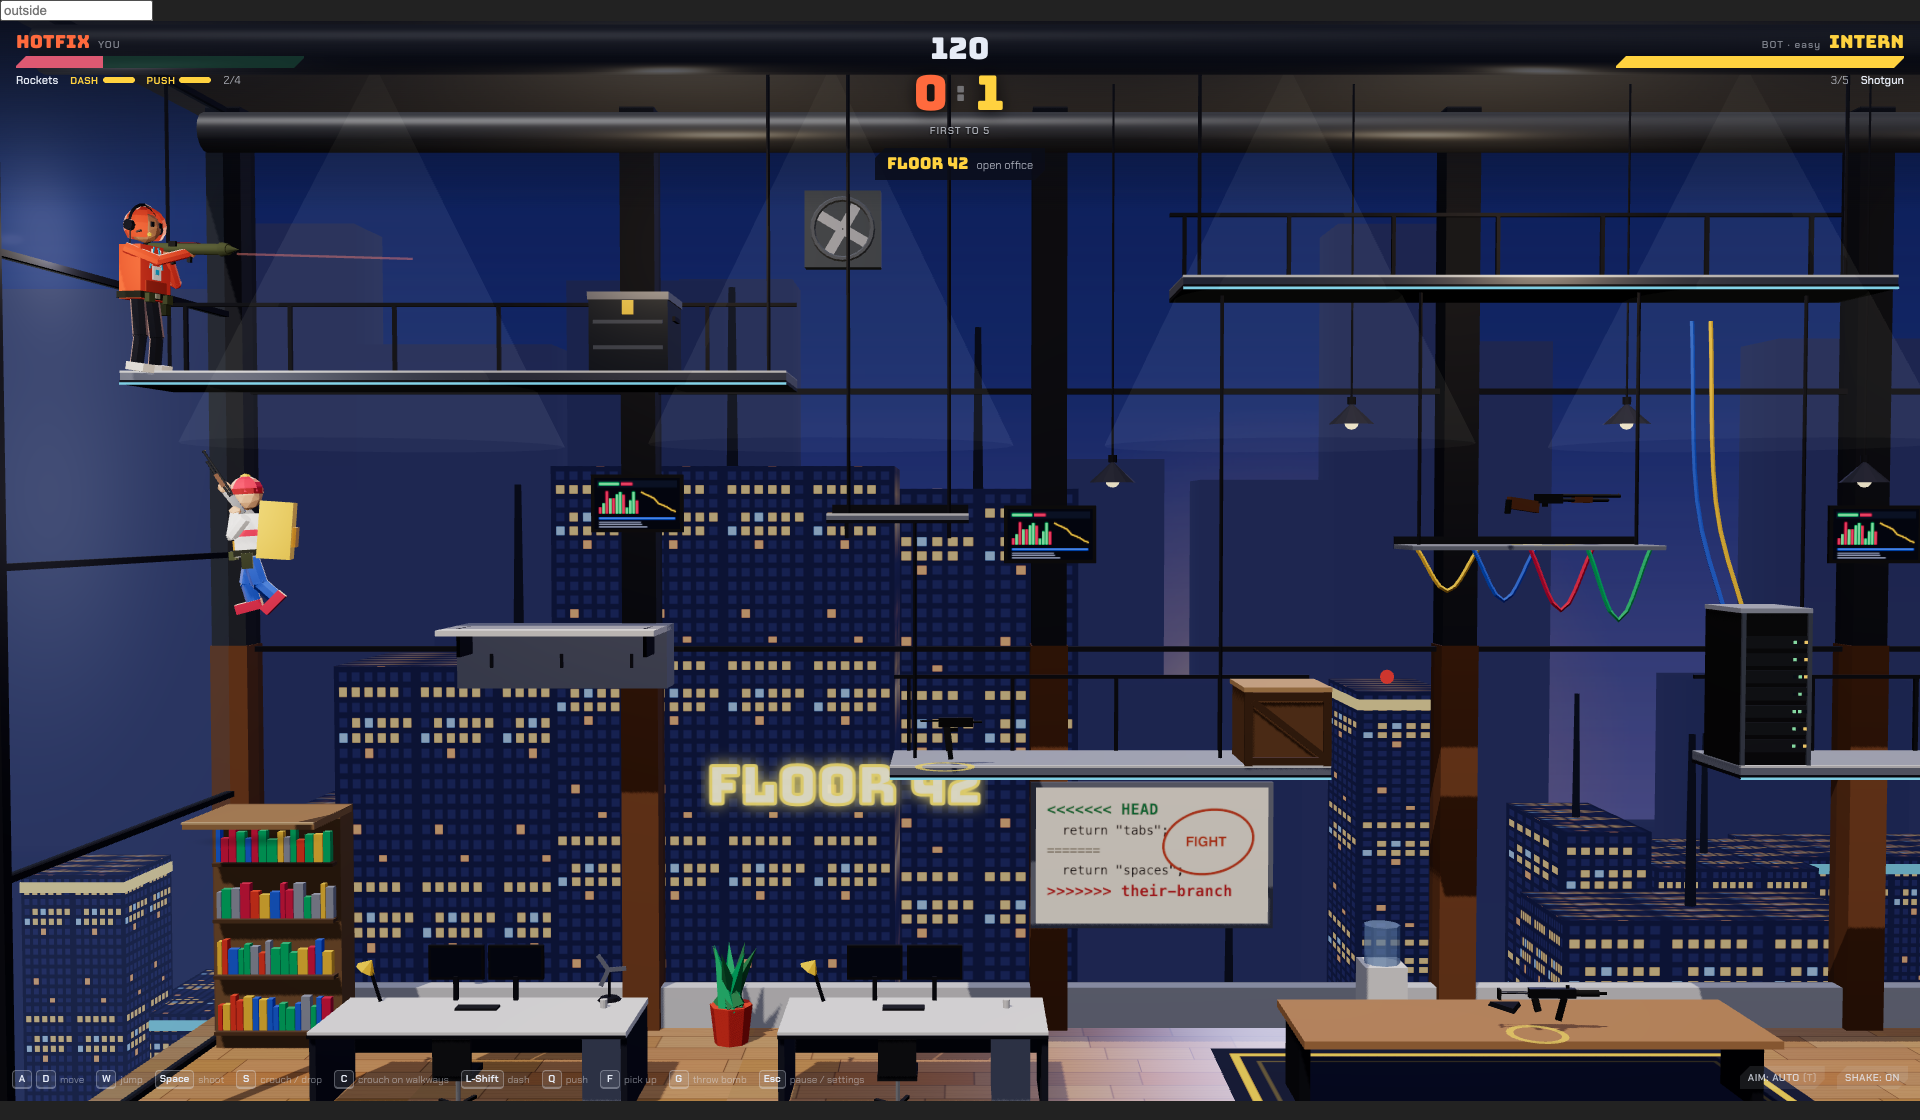 outside
HOTFIX YOU
120
BOT · easy INTERN
Rockets DASH PUSH 2/4
0:1
3/5 Shotgun
FIRST TO 5
FLOOR 42 open office
FLOOR 42
<<<<<<< HEAD
return "tabs";
=======
return "spaces";
>>>>>>> their-branch
FIGHT
A D move W jump Space shoot S crouch / drop C crouch on walkways L-Shift dash Q push F pick up G throw bomb Esc pause / settings
AIM: AUTO [T] SHAKE: ON